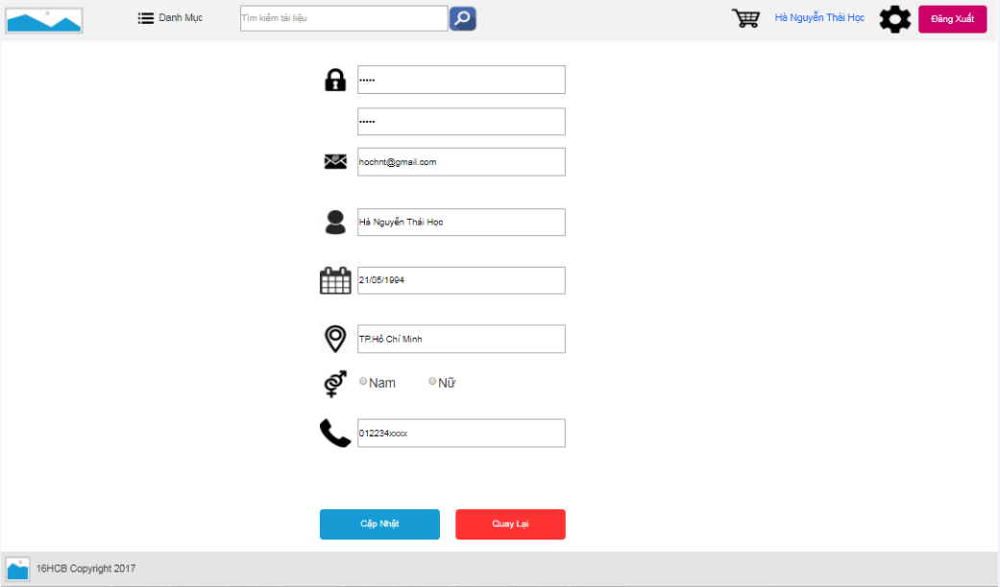 Danh Mục
Tìm kiếm tài liệu
Hà Nguyễn Thái Học
Đăng Xuất
•••••
•••••
hochnt@gmail.com
Hà Nguyễn Thái Học
21/05/1994
TP.Hồ Chí Minh
Nam Nữ
012234xxxx
Cập Nhật
Quay Lại
16HCB Copyright 2017